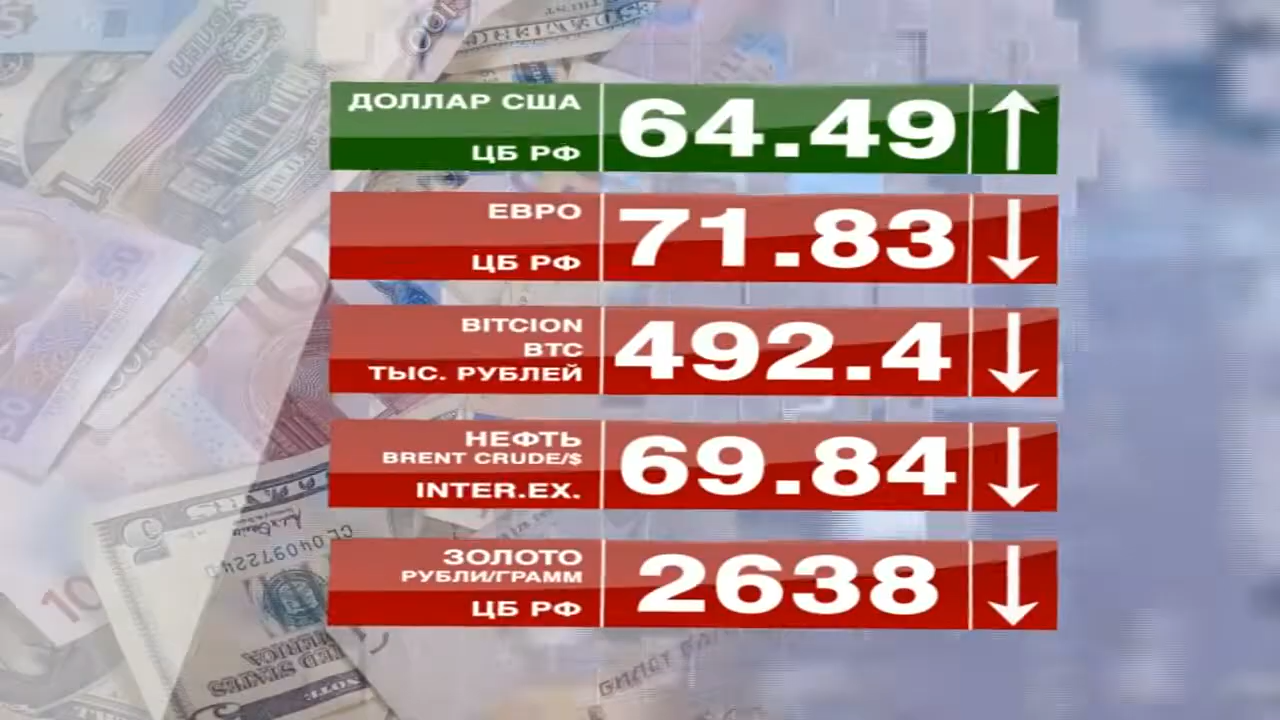 ДОЛЛАР США
ЦБ РФ
64.49
ЕВРО
ЦБ РФ
71.83
BITCION
BTC
ТЫС. РУБЛЕЙ
492.4
НЕФТЬ
BRENT CRUDE/$
INTER.EX.
69.84
ЗОЛОТО
РУБЛИ/ГРАММ
ЦБ РФ
2638